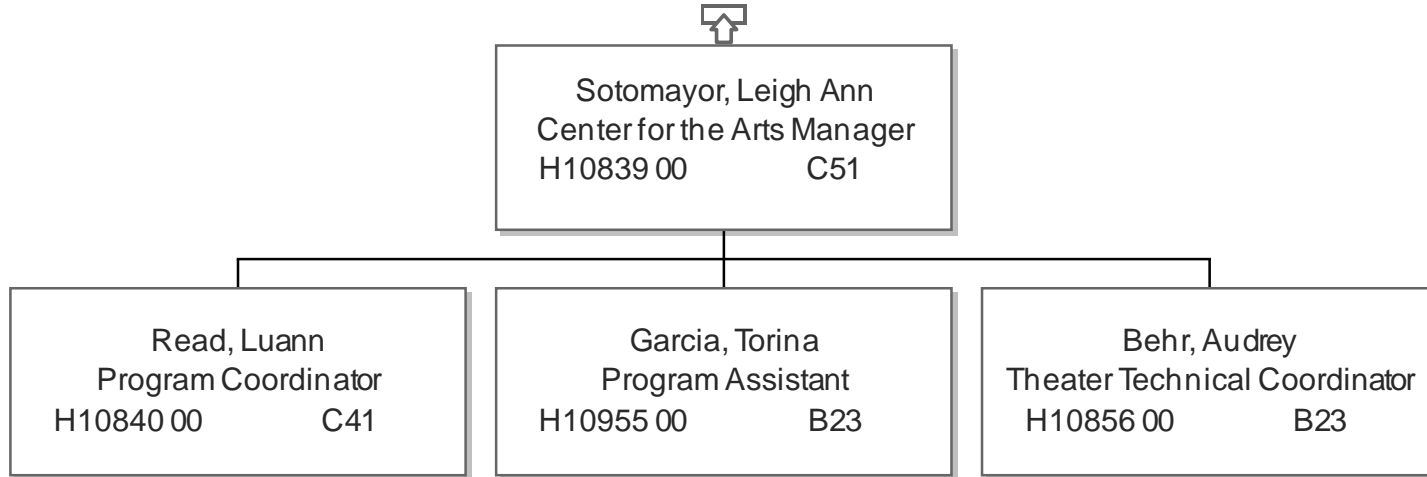 Sotomayor, Leigh Ann
Center for the Arts Manager
H10839 00 C51
Read, Luann
Program Coordinator
H10840 00 C41
Garcia, Torina
Program Assistant
H10955 00 B23
Behr, Audrey
Theater Technical Coordinator
H10856 00 B23